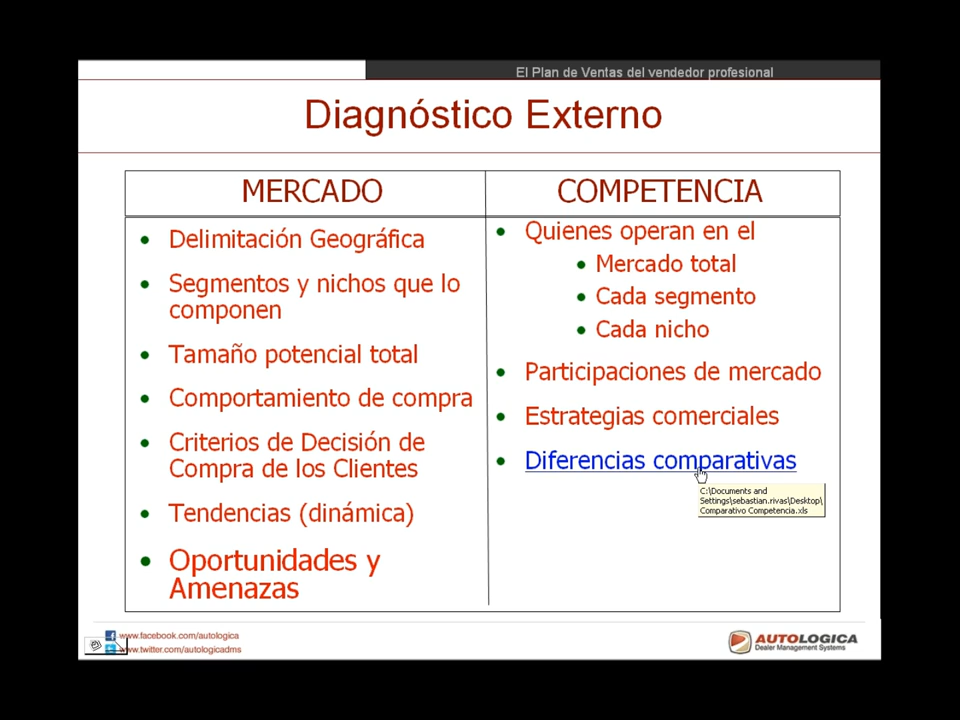 El Plan de Ventas del vendedor profesional
Diagnóstico Externo
MERCADO
Delimitación Geográfica
Segmentos y nichos que lo
componen
Tamaño potencial total
Comportamiento de compra
Criterios de Decisión de
Compra de los Clientes
Tendencias (dinámica)
Oportunidades y
Amenazas
COMPETENCIA
Quienes operan en el
Mercado total
Cada segmento
Cada nicho
Participaciones de mercado
Estrategias comerciales
Diferencias comparativas
C:\Documents and
Settings\sebastian.rivas\Desktop\
Comparativo Competencia.xls
www.facebook.com/autologica
www.twitter.com/autologicadms
AUTOLOGICA
Dealer Management Systems